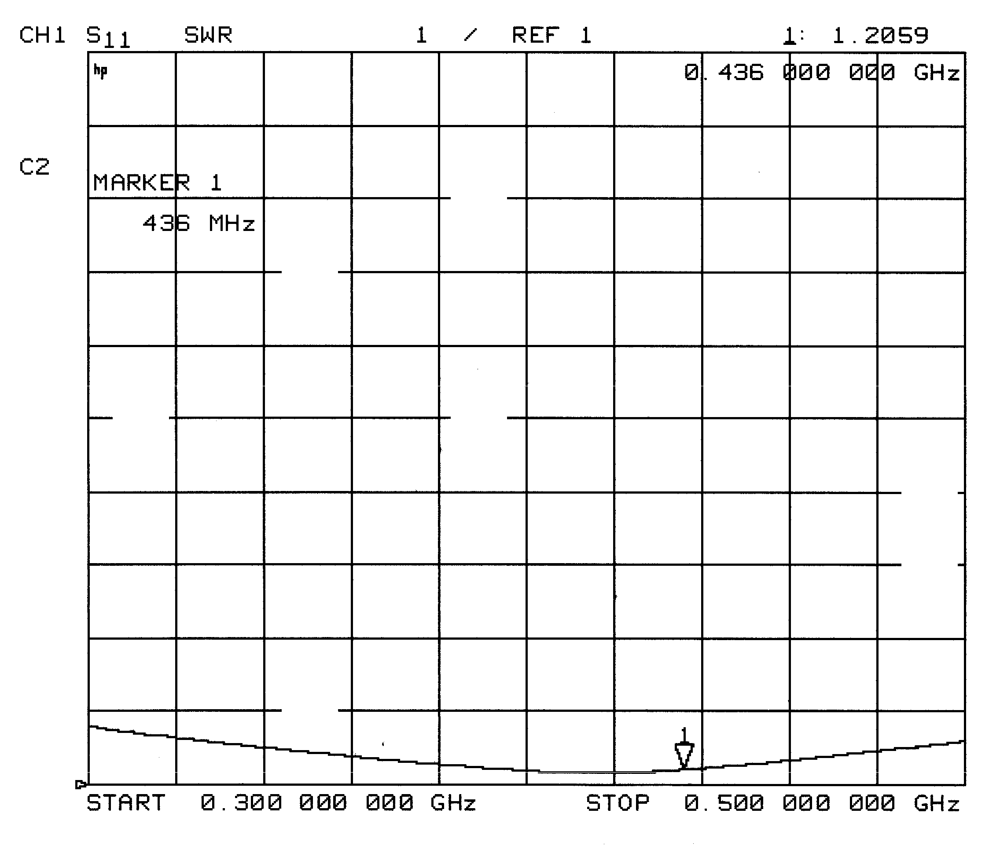 CH1 S11 SWR 1 / REF 1 1: 1.2059
hp 0.436 000 000 GHz
C2
MARKER 1
436 MHz
1
START 0.300 000 000 GHz STOP 0.500 000 000 GHz